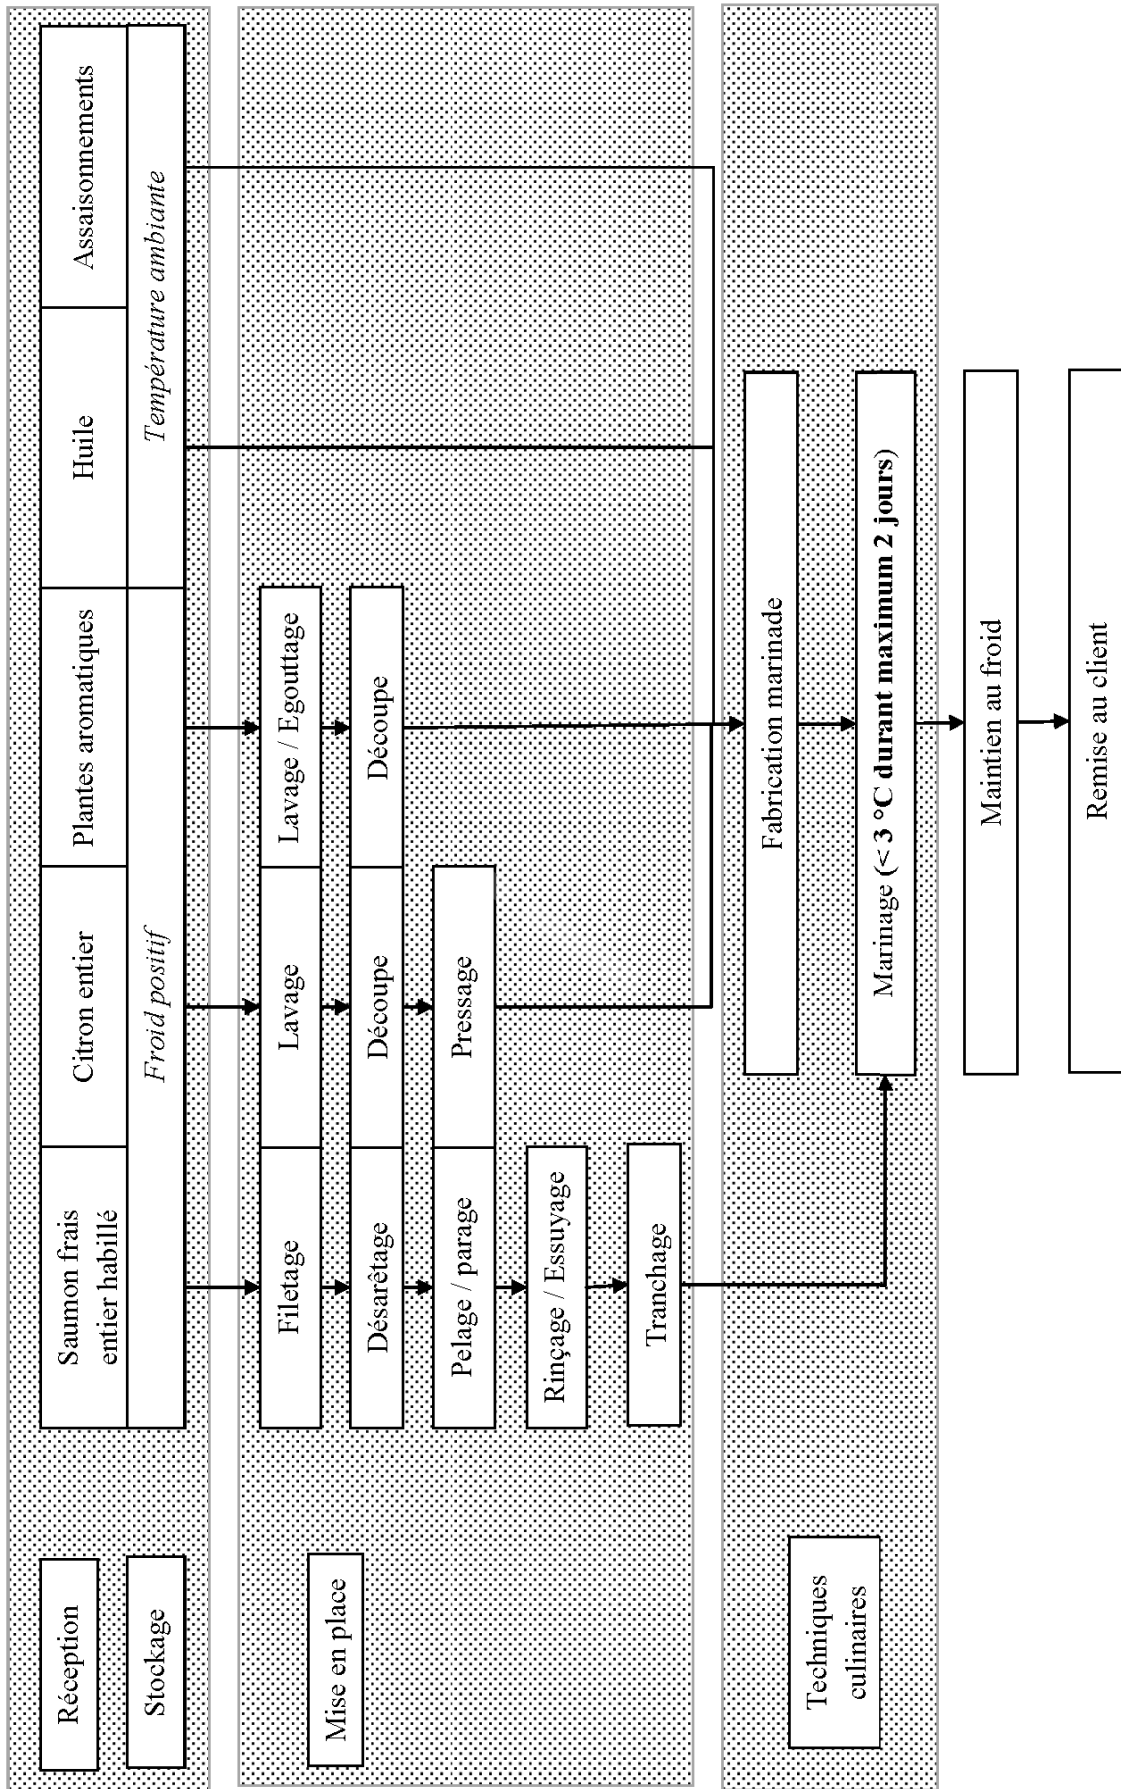 Réception
Saumon frais
entier habillé
Citron entier
Plantes aromatiques
Huile
Assaisonnements
Stockage
Froid positif
Température ambiante
Mise en place
Filetage
Lavage
Lavage / Egouttage
Désarêtage
Découpe
Découpe
Pelage / parage
Pressage
Rinçage / Essuyage
Tranchage
Techniques
culinaires
Fabrication marinade
Marinage (< 3 °C durant maximum 2 jours)
Maintien au froid
Remise au client